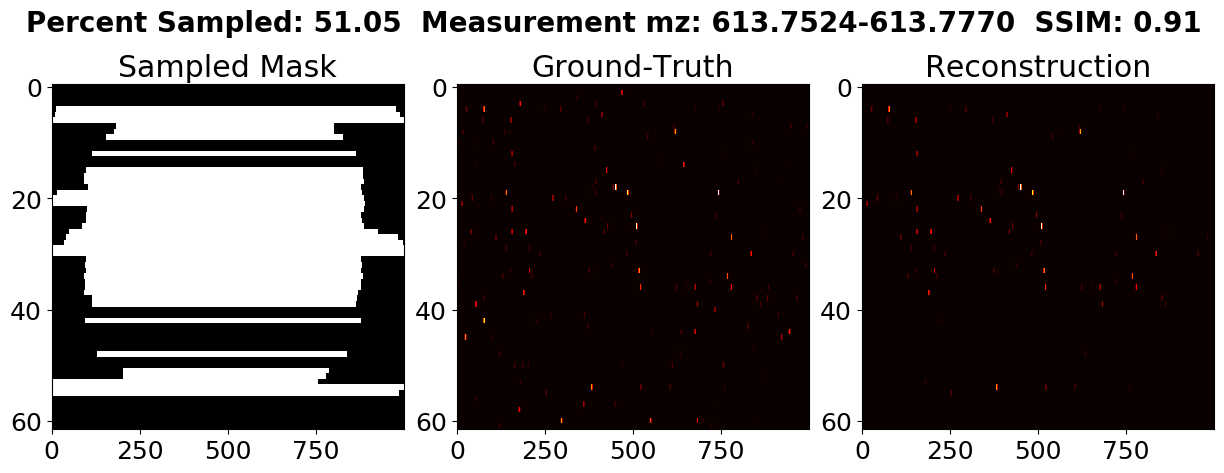 Percent Sampled: 51.05  Measurement mz: 613.7524-613.7770  SSIM: 0.91
Sampled Mask Ground-Truth Reconstruction
0 0 0
20 20 20
40 40 40
60 60 60
0 250 500 750 0 250 500 750 0 250 500 750